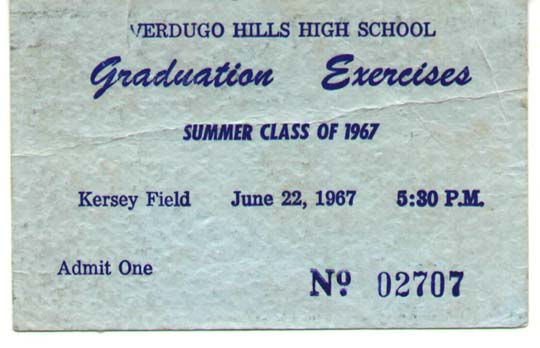 VERDUGO HILLS HIGH SCHOOL
Graduation Exercises
SUMMER CLASS OF 1967
Kersey Field June 22, 1967 5:30 P.M.
Admit One
Nº 02707